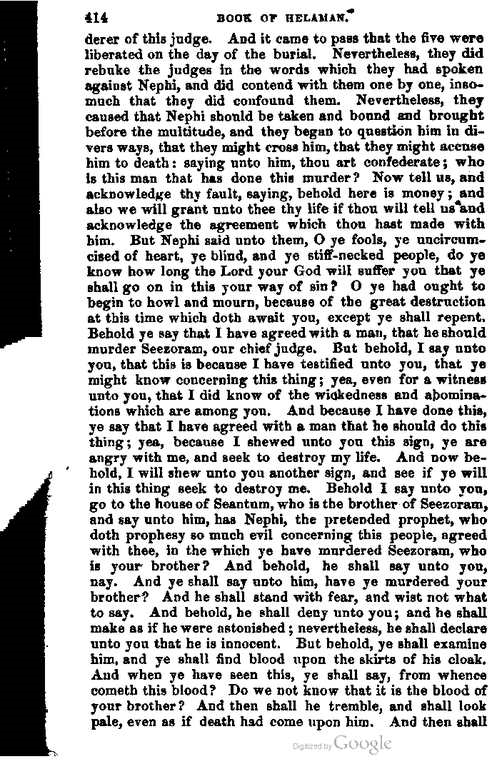 414 BOOK OF HELAMAN.
derer of this judge. And it came to pass that the five were
liberated on the day of the burial. Nevertheless, they did
rebuke the judges in the words which they had spoken
against Nephi, and did contend with them one by one, inso-
much that they did confound them. Nevertheless, they
caused that Nephi should be taken and bound and brought
before the multitude, and they began to question him in di-
vers ways, that they might cross him, that they might accuse
him to death: saying unto him, thou art confederate; who
is this man that has done this murder? Now tell us, and
acknowledge thy fault, saying, behold here is money; and
also we will grant unto thee thy life if thou will tell us and
acknowledge the agreement which thou hast made with
him. But Nephi said unto them, O ye fools, ye uncircum-
cised of heart, ye blind, and ye stiff-necked people, do ye
know how long the Lord your God will suffer you that ye
shall go on in this your way of sin? O ye had ought to
begin to howl and mourn, because of the great destruction
at this time which doth await you, except ye shall repent.
Behold ye say that I have agreed with a man, that he should
murder Seezoram, our chief judge. But behold, I say unto
you, that this is because I have testified unto you, that ye
might know concerning this thing; yea, even for a witness
unto you, that I did know of the wickedness and abomina-
tions which are among you. And because I have done this,
ye say that I have agreed with a man that he should do this
thing; yea, because I shewed unto you this sign, ye are
angry with me, and seek to destroy my life. And now be-
hold, I will shew unto you another sign, and see if ye will
in this thing seek to destroy me. Behold I say unto you,
go to the house of Seantum, who is the brother of Seezoram,
and say unto him, has Nephi, the pretended prophet, who
doth prophesy so much evil concerning this people, agreed
with thee, in the which ye have murdered Seezoram, who
is your brother? And behold, he shall say unto you,
nay. And ye shall say unto him, have ye murdered your
brother? And he shall stand with fear, and wist not what
to say. And behold, he shall deny unto you; and he shall
make as if he were astonished; nevertheless, he shall declare
unto you that he is innocent. But behold, ye shall examine
him, and ye shall find blood upon the skirts of his cloak.
And when ye have seen this, ye shall say, from whence
cometh this blood? Do we not know that it is the blood of
your brother? And then shall he tremble, and shall look
pale, even as if death had come upon him. And then shall
Digitized by Google